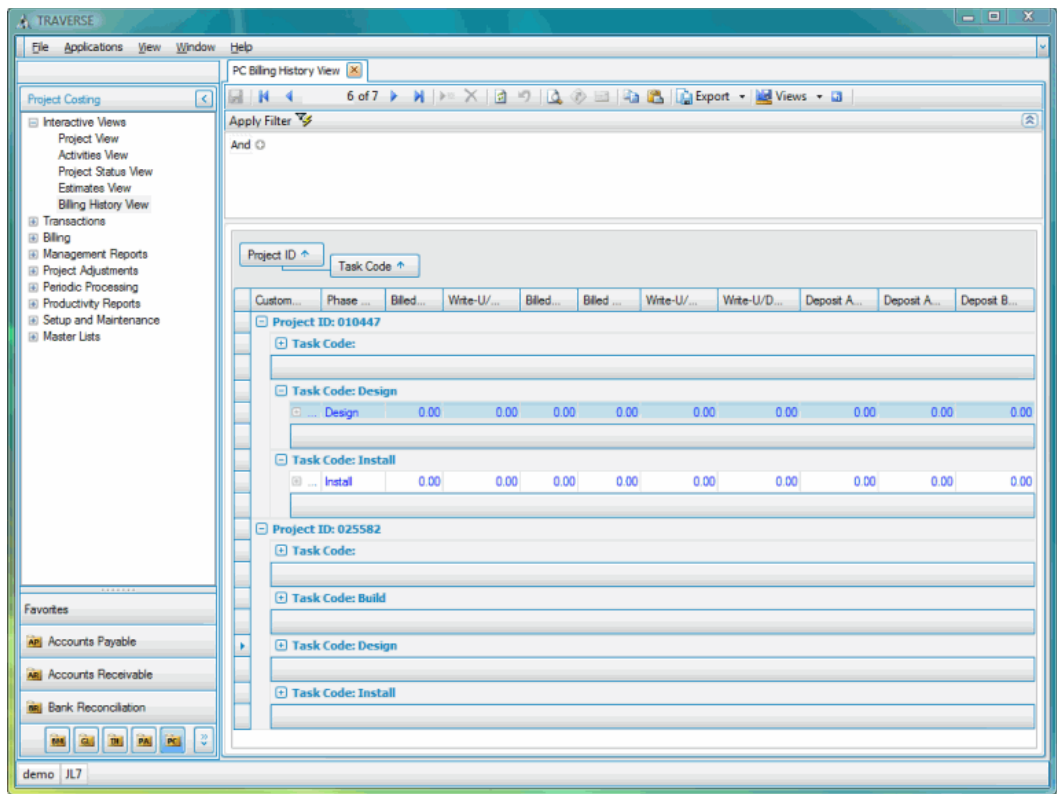 TRAVERSE
File Applications View Window Help
PC Billing History View
Project Costing
6 of 7 Export Views
Apply Filter
And
Interactive Views
Project View
Activities View
Project Status View
Estimates View
Billing History View
Transactions
Billing
Management Reports
Project Adjustments
Periodic Processing
Productivity Reports
Setup and Maintenance
Master Lists
Favorites
AP Accounts Payable
AR Accounts Receivable
BR Bank Reconciliation
GL PA PC
Project ID
Task Code
Custom... Phase ... Billed... Write-U/... Billed... Billed ... Write-U/... Write-U/D... Deposit A... Deposit A... Deposit B...
Project ID: 010447
Task Code:
Task Code: Design
... Design 0.00 0.00 0.00 0.00 0.00 0.00 0.00 0.00 0.00
Task Code: Install
... Install 0.00 0.00 0.00 0.00 0.00 0.00 0.00 0.00 0.00
Project ID: 025582
Task Code:
Task Code: Build
Task Code: Design
Task Code: Install
demo JL7